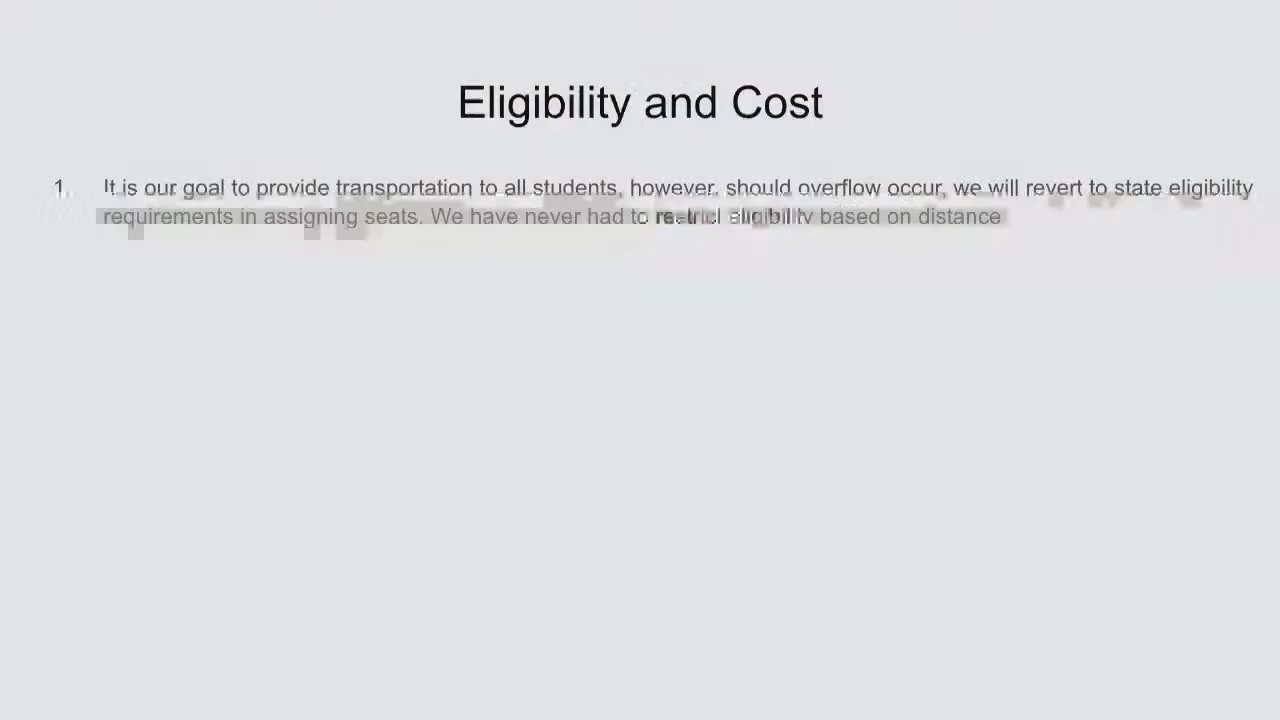 Eligibility and Cost
1. It is our goal to provide transportation to all students, however, should overflow occur, we will revert to state eligibility
requirements in assigning seats. We have never had to restrict eligibility based on distance